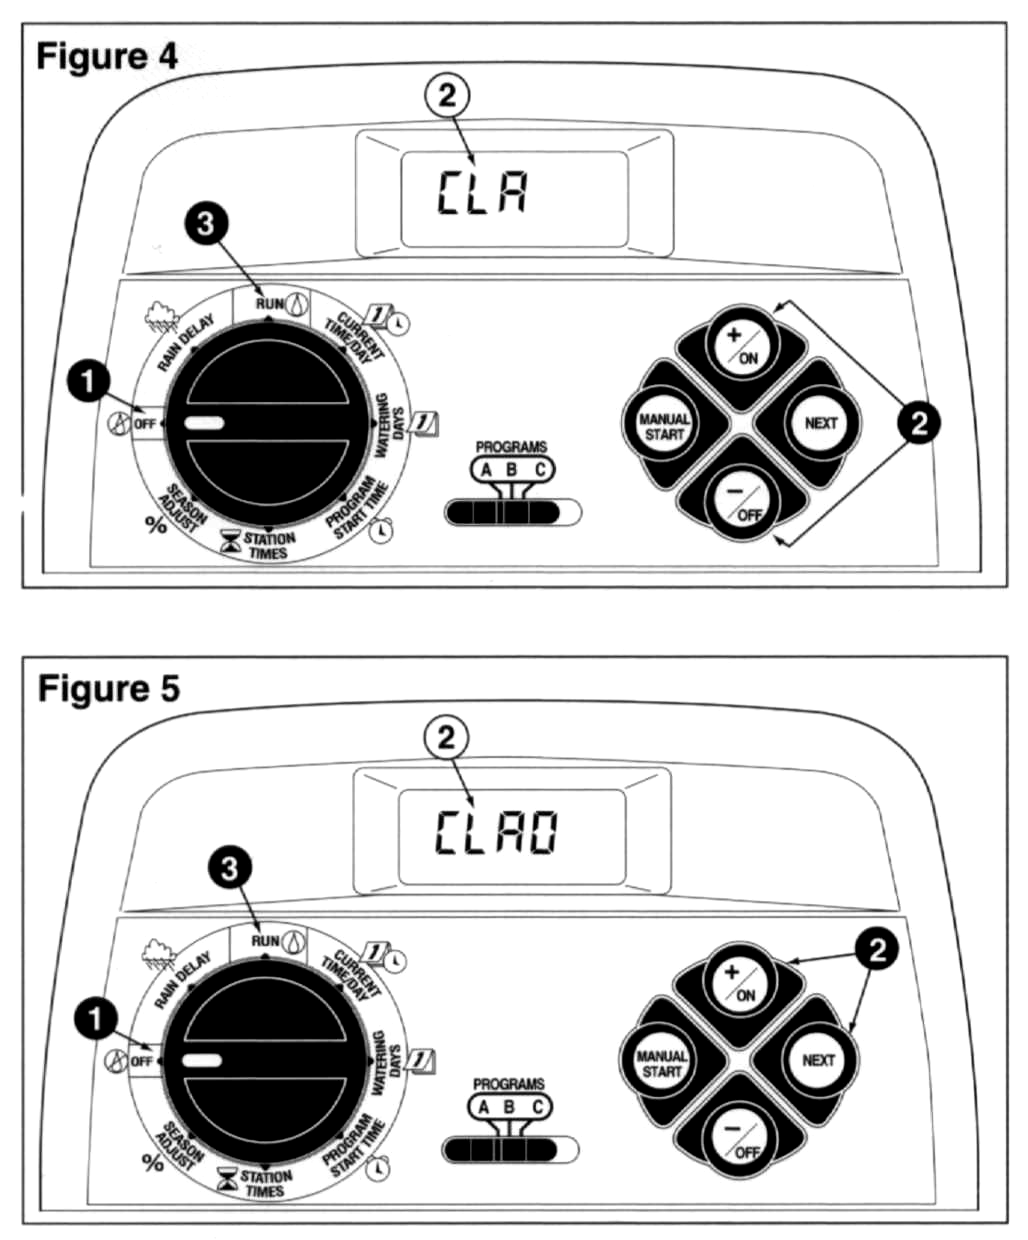 Figure 4
2
CLA
3
RUN
CURRENT
TIME/DAY
RAIN DELAY
1
OFF
WATERING
DAYS
SEASON
ADJUST
%
STATION
TIMES
PROGRAM
START TIME
PROGRAMS
A B C
+
ON
MANUAL
START
NEXT
2
−
OFF
Figure 5
2
CLA0
3
RUN
CURRENT
TIME/DAY
RAIN DELAY
1
OFF
WATERING
DAYS
SEASON
ADJUST
%
STATION
TIMES
PROGRAM
START TIME
PROGRAMS
A B C
2
+
ON
MANUAL
START
NEXT
−
OFF